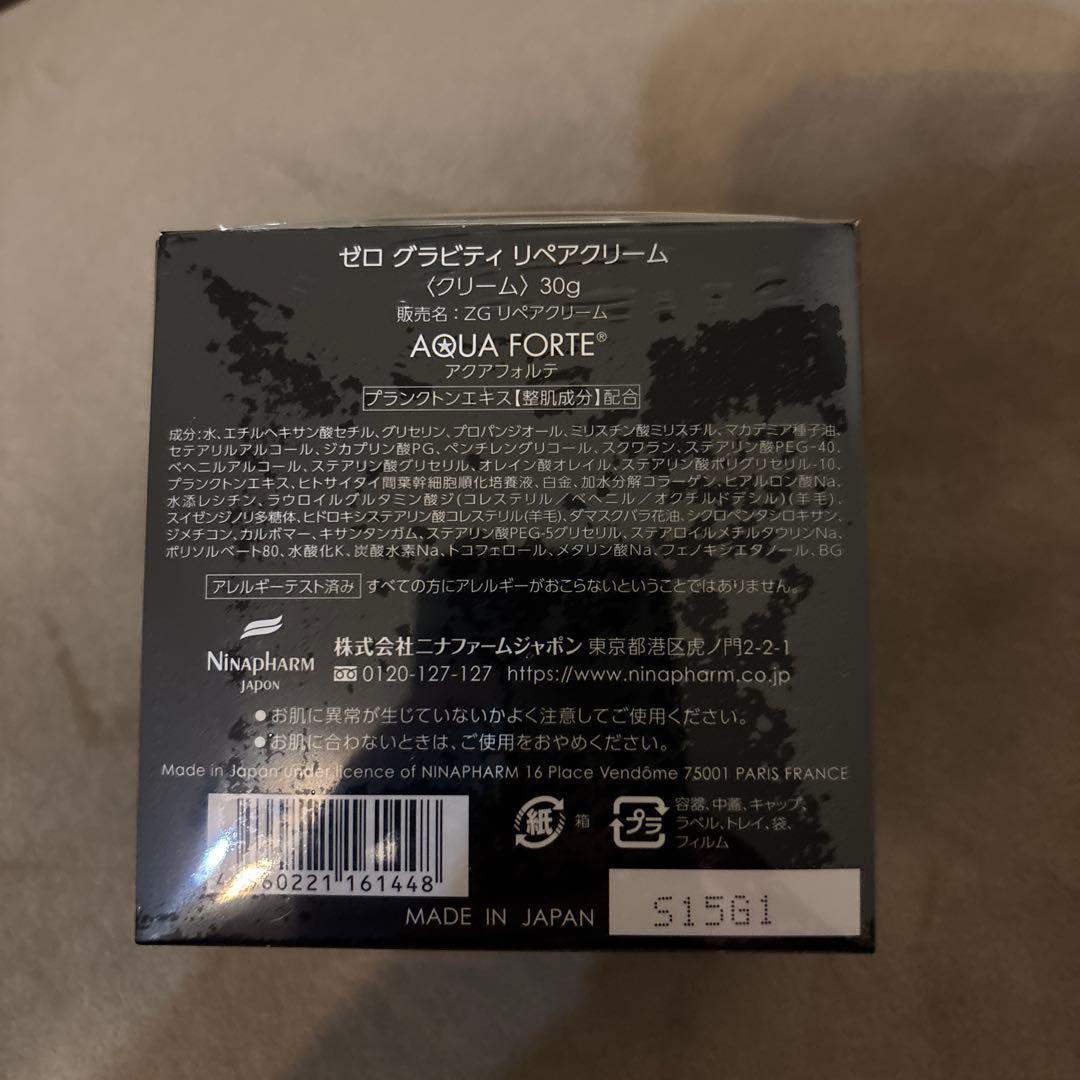 ゼロ グラビティ リペアクリーム
〈クリーム〉 30g
販売名：ZG リペアクリーム
AQUA FORTE®
アクアフォルテ
プランクトンエキス【整肌成分】配合
成分：水、エチルヘキサン酸セチル、グリセリン、プロパンジオール、ミリスチン酸ミリスチル、マカデミア種子油、
セテアリルアルコール、ジカプリン酸PG、ペンチレングリコール、スクワラン、ステアリン酸PEG-40、
ベヘニルアルコール、ステアリン酸グリセリル、オレイン酸オレイル、ステアリン酸ポリグリセリル-10、
プランクトンエキス、ヒトサイタイ間葉幹細胞順化培養液、白金、加水分解コラーゲン、ヒアルロン酸Na、
水添レシチン、ラウロイルグルタミン酸ジ(コレステリル／ベヘニル／オクチルドデシル)(羊毛)、
スイゼンジノリ多糖体、ヒドロキシステアリン酸コレステリル(羊毛)、ダマスクバラ花油、シクロペンタシロキサン、
ジメチコン、カルボマー、キサンタンガム、ステアリン酸PEG-5グリセリル、ステアロイルメチルタウリンNa、
ポリソルベート80、水酸化K、炭酸水素Na、トコフェロール、メタリン酸Na、フェノキシエタノール、BG
アレルギーテスト済み すべての方にアレルギーがおこらないということではありません。
NINAPHARM
JAPON
株式会社ニナファームジャポン 東京都港区虎ノ門2-2-1
0120-127-127 https://www.ninapharm.co.jp
●お肌に異常が生じていないかよく注意してご使用ください。
●お肌に合わないときは、ご使用をおやめください。
Made in Japan under licence of NINAPHARM 16 Place Vendôme 75001 PARIS FRANCE
紙 箱
プラ 容器、中蓋、キャップ、
ラベル、トレイ、袋、
フィルム
60221 161448
MADE IN JAPAN
S15G1